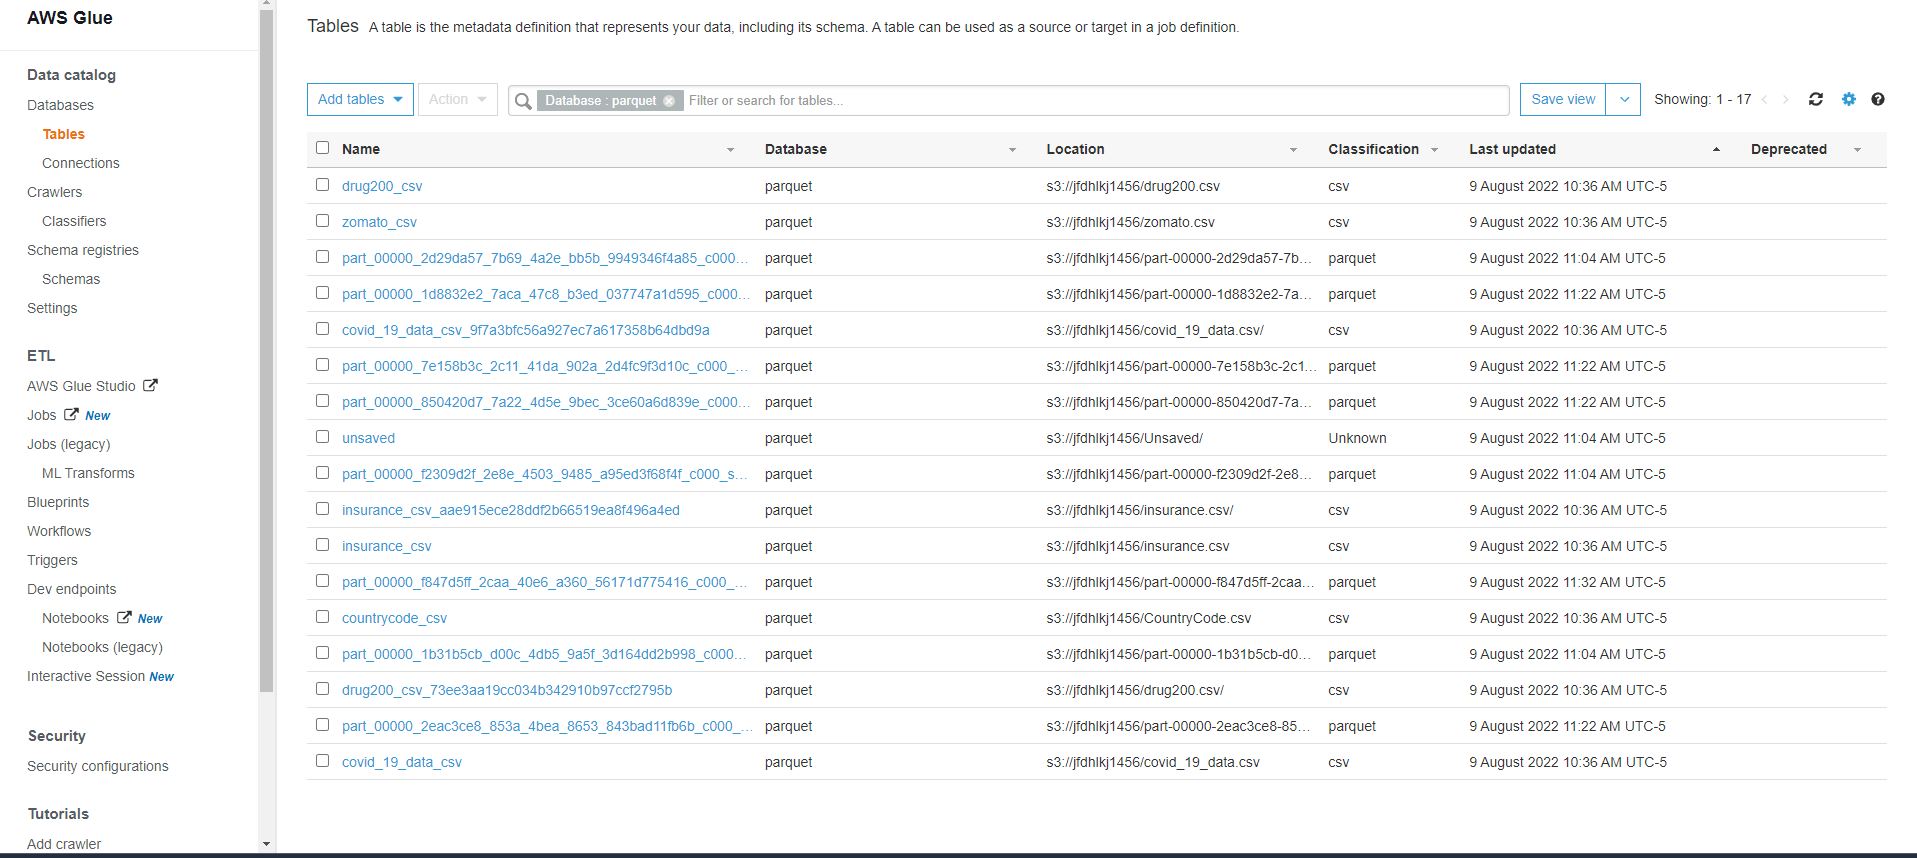 AWS Glue
Data catalog
Databases
Tables
Connections
Crawlers
Classifiers
Schema registries
Schemas
Settings
ETL
AWS Glue Studio
Jobs New
Jobs (legacy)
ML Transforms
Blueprints
Workflows
Triggers
Dev endpoints
Notebooks New
Notebooks (legacy)
Interactive Session New
Security
Security configurations
Tutorials
Add crawler
Tables A table is the metadata definition that represents your data, including its schema. A table can be used as a source or target in a job definition.
Add tables Action Database : parquet Filter or search for tables... Save view Showing: 1 - 17
Name Database Location Classification Last updated Deprecated
drug200_csv parquet s3://jfdhlkj1456/drug200.csv csv 9 August 2022 10:36 AM UTC-5
zomato_csv parquet s3://jfdhlkj1456/zomato.csv csv 9 August 2022 10:36 AM UTC-5
part_00000_2d29da57_7b69_4a2e_bb5b_9949346f4a85_c000... parquet s3://jfdhlkj1456/part-00000-2d29da57-7b... parquet 9 August 2022 11:04 AM UTC-5
part_00000_1d8832e2_7aca_47c8_b3ed_037747a1d595_c000... parquet s3://jfdhlkj1456/part-00000-1d8832e2-7a... parquet 9 August 2022 11:22 AM UTC-5
covid_19_data_csv_9f7a3bfc56a927ec7a617358b64dbd9a parquet s3://jfdhlkj1456/covid_19_data.csv/ csv 9 August 2022 10:36 AM UTC-5
part_00000_7e158b3c_2c11_41da_902a_2d4fc9f3d10c_c000_... parquet s3://jfdhlkj1456/part-00000-7e158b3c-2c1... parquet 9 August 2022 11:22 AM UTC-5
part_00000_850420d7_7a22_4d5e_9bec_3ce60a6d839e_c000... parquet s3://jfdhlkj1456/part-00000-850420d7-7a... parquet 9 August 2022 11:22 AM UTC-5
unsaved parquet s3://jfdhlkj1456/Unsaved/ Unknown 9 August 2022 11:04 AM UTC-5
part_00000_f2309d2f_2e8e_4503_9485_a95ed3f68f4f_c000_s... parquet s3://jfdhlkj1456/part-00000-f2309d2f-2e8... parquet 9 August 2022 11:04 AM UTC-5
insurance_csv_aae915ece28ddf2b66519ea8f496a4ed parquet s3://jfdhlkj1456/insurance.csv/ csv 9 August 2022 10:36 AM UTC-5
insurance_csv parquet s3://jfdhlkj1456/insurance.csv csv 9 August 2022 10:36 AM UTC-5
part_00000_f847d5ff_2caa_40e6_a360_56171d775416_c000_... parquet s3://jfdhlkj1456/part-00000-f847d5ff-2caa... parquet 9 August 2022 11:32 AM UTC-5
countrycode_csv parquet s3://jfdhlkj1456/CountryCode.csv csv 9 August 2022 10:36 AM UTC-5
part_00000_1b31b5cb_d00c_4db5_9a5f_3d164dd2b998_c000... parquet s3://jfdhlkj1456/part-00000-1b31b5cb-d0... parquet 9 August 2022 11:04 AM UTC-5
drug200_csv_73ee3aa19cc034b342910b97ccf2795b parquet s3://jfdhlkj1456/drug200.csv/ csv 9 August 2022 10:36 AM UTC-5
part_00000_2eac3ce8_853a_4bea_8653_843bad11fb6b_c000_... parquet s3://jfdhlkj1456/part-00000-2eac3ce8-85... parquet 9 August 2022 11:22 AM UTC-5
covid_19_data_csv parquet s3://jfdhlkj1456/covid_19_data.csv csv 9 August 2022 10:36 AM UTC-5